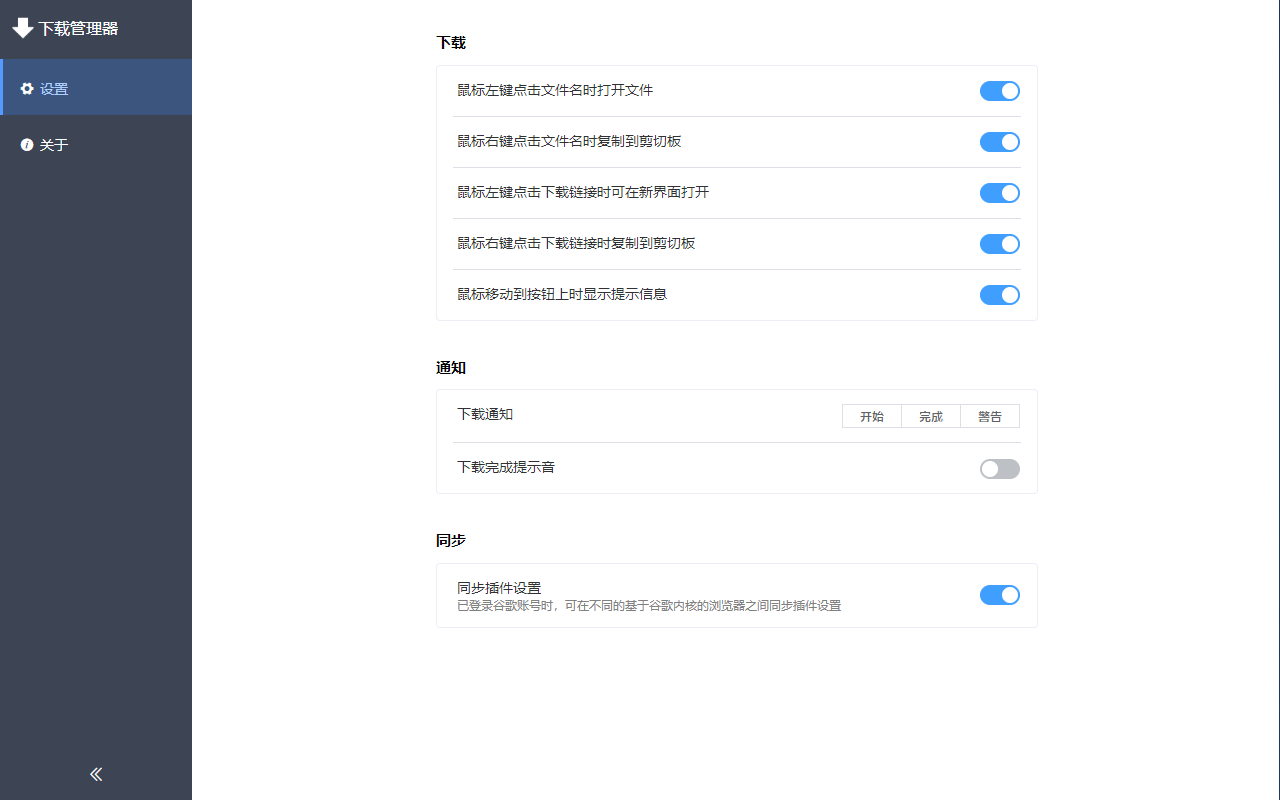 下载管理器
设置
关于
下载
鼠标左键点击文件名时打开文件
鼠标右键点击文件名时复制到剪切板
鼠标左键点击下载链接时可在新界面打开
鼠标右键点击下载链接时复制到剪切板
鼠标移动到按钮上时显示提示信息
通知
下载通知 开始 完成 警告
下载完成提示音
同步
同步插件设置
已登录谷歌账号时，可在不同的基于谷歌内核的浏览器之间同步插件设置